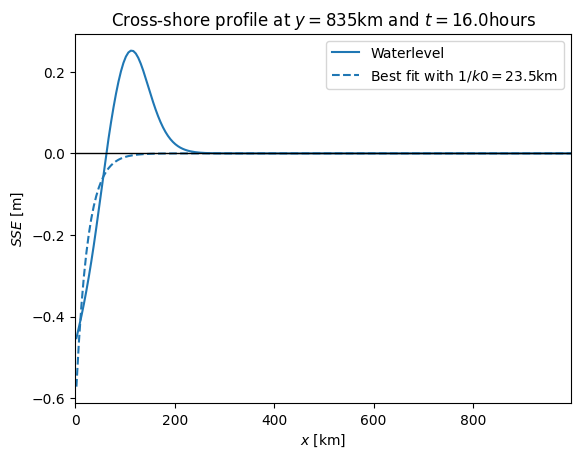 Cross-shore profile at y = 835km and t = 16.0hours
Waterlevel
Best fit with 1/k0 = 23.5km
SSE [m]
0.2
0.0
−0.2
−0.4
−0.6
0 200 400 600 800
x [km]